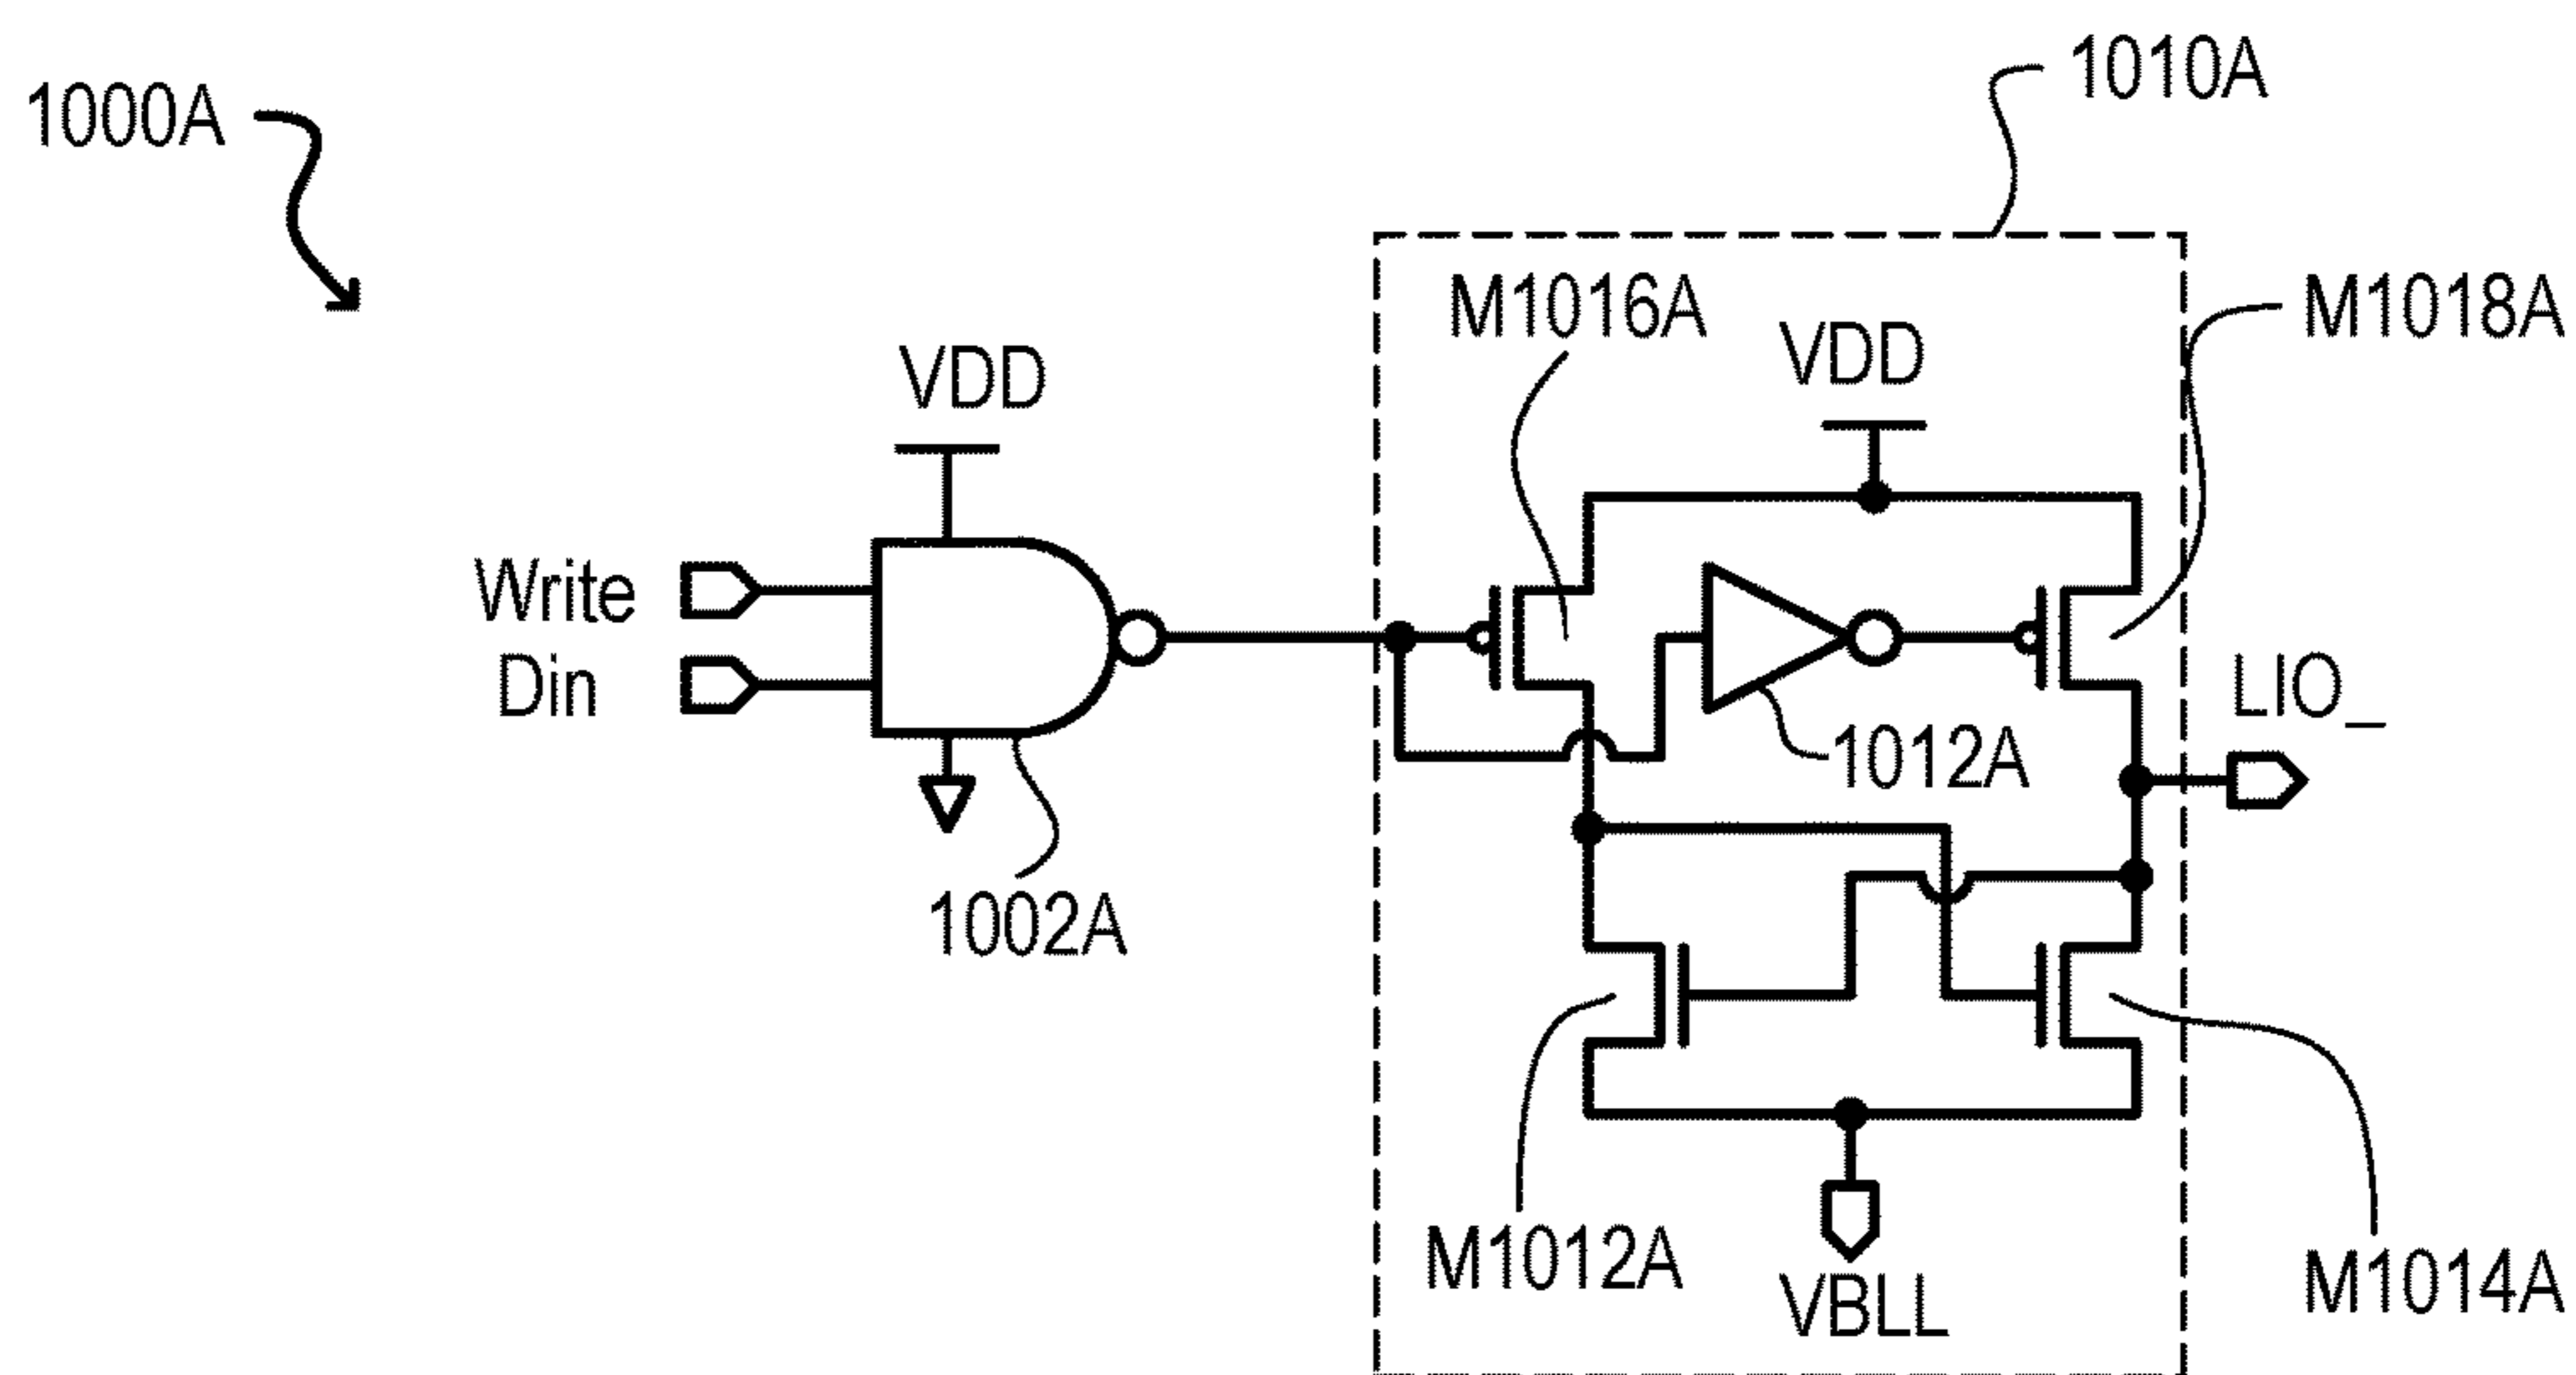 1010A
1000A
M1016A
M1018A
VDD
VDD
Write
Din
LIO_
1012A
1002A
M1012A
M1014A
VBLL